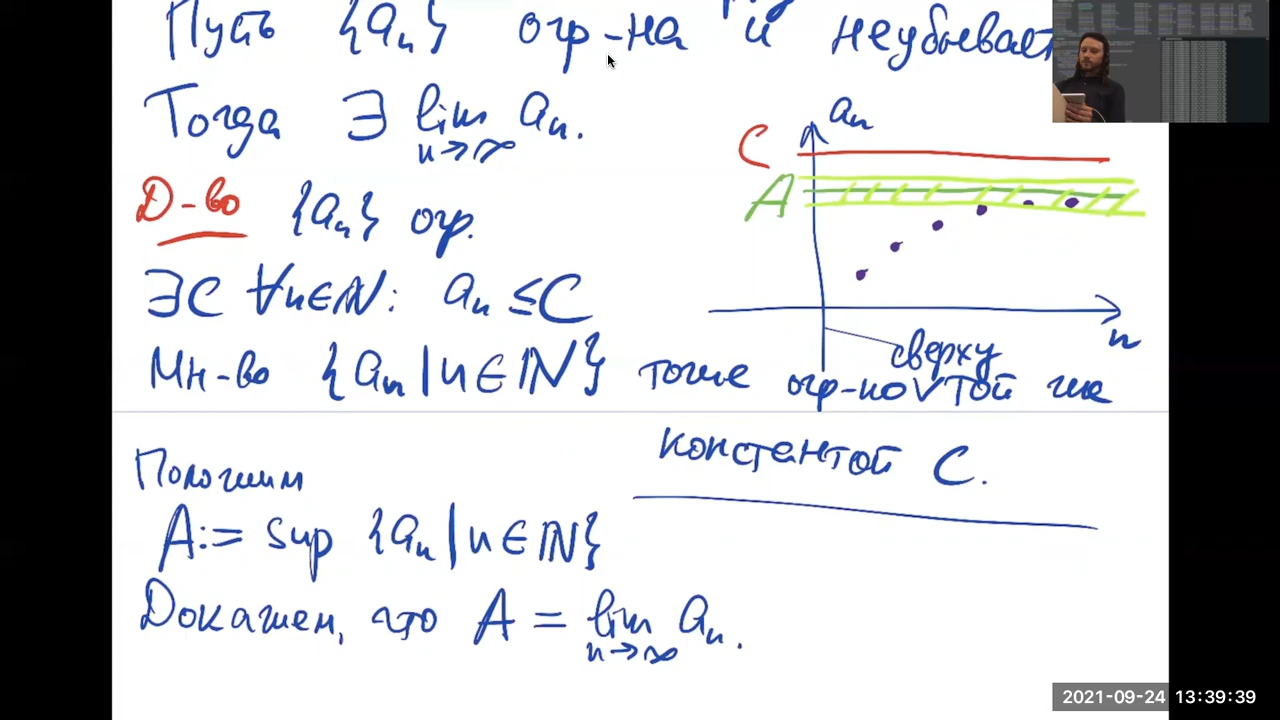 Пусть {aₙ} огр-на и неубывает
Тогда ∃ lim aₙ.
n→∞
Д-во {aₙ} огр.
∃C ∀n∈ℕ: aₙ ≤ C
Мн-во {aₙ | n∈ℕ} тоже огр-но ∨ той же
сверху
константой C.
aₙ
C
A
n
Положим
A := sup {aₙ | n∈ℕ}
Докажем, что A = lim aₙ.
n→∞
2021-09-24 13:39:39